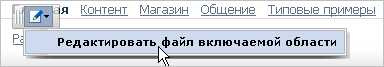 Контент Магазин Общение Типовые примеры
Редактировать файл включаемой области